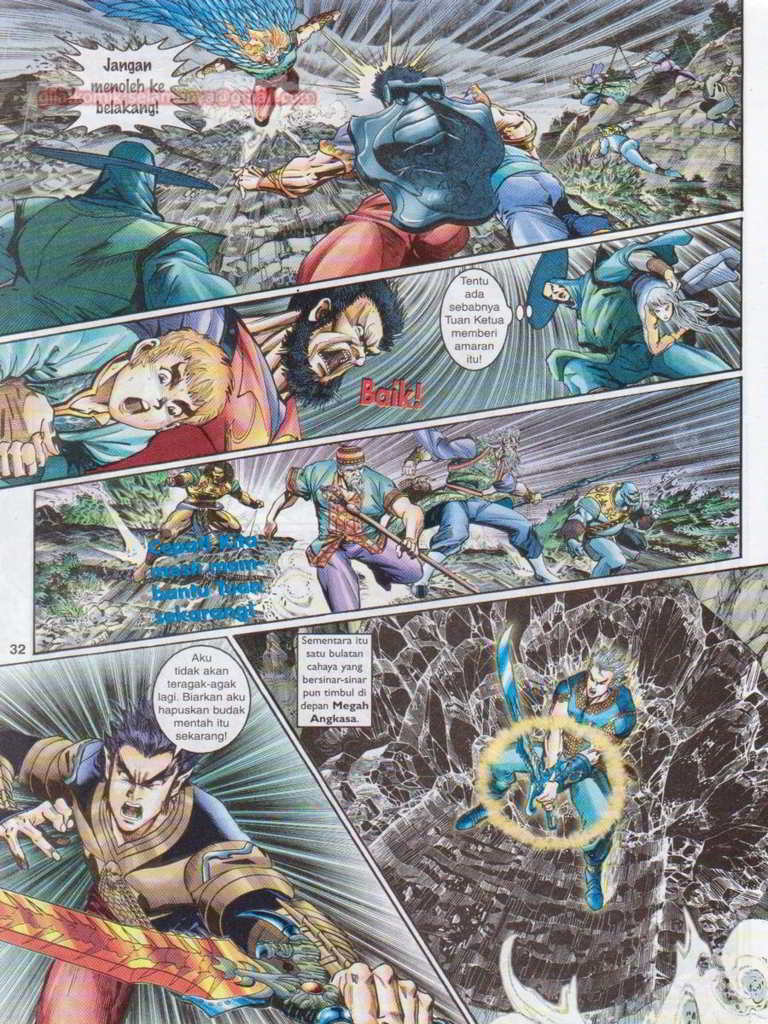 Jangan
menoleh ke
belakang!
Tentu
ada
sebabnya
Tuan Ketua
memberi
amaran
itu!
Baik!
Cepat! Kita
mesti mem-
bantu tuan
sekarang!
32
Aku
tidak akan
teragak-agak
lagi. Biarkan aku
hapuskan budak
mentah itu
sekarang!
Sementara itu
satu bulatan
cahaya yang
bersinar-sinar
pun timbul di
depan Megah
Angkasa.